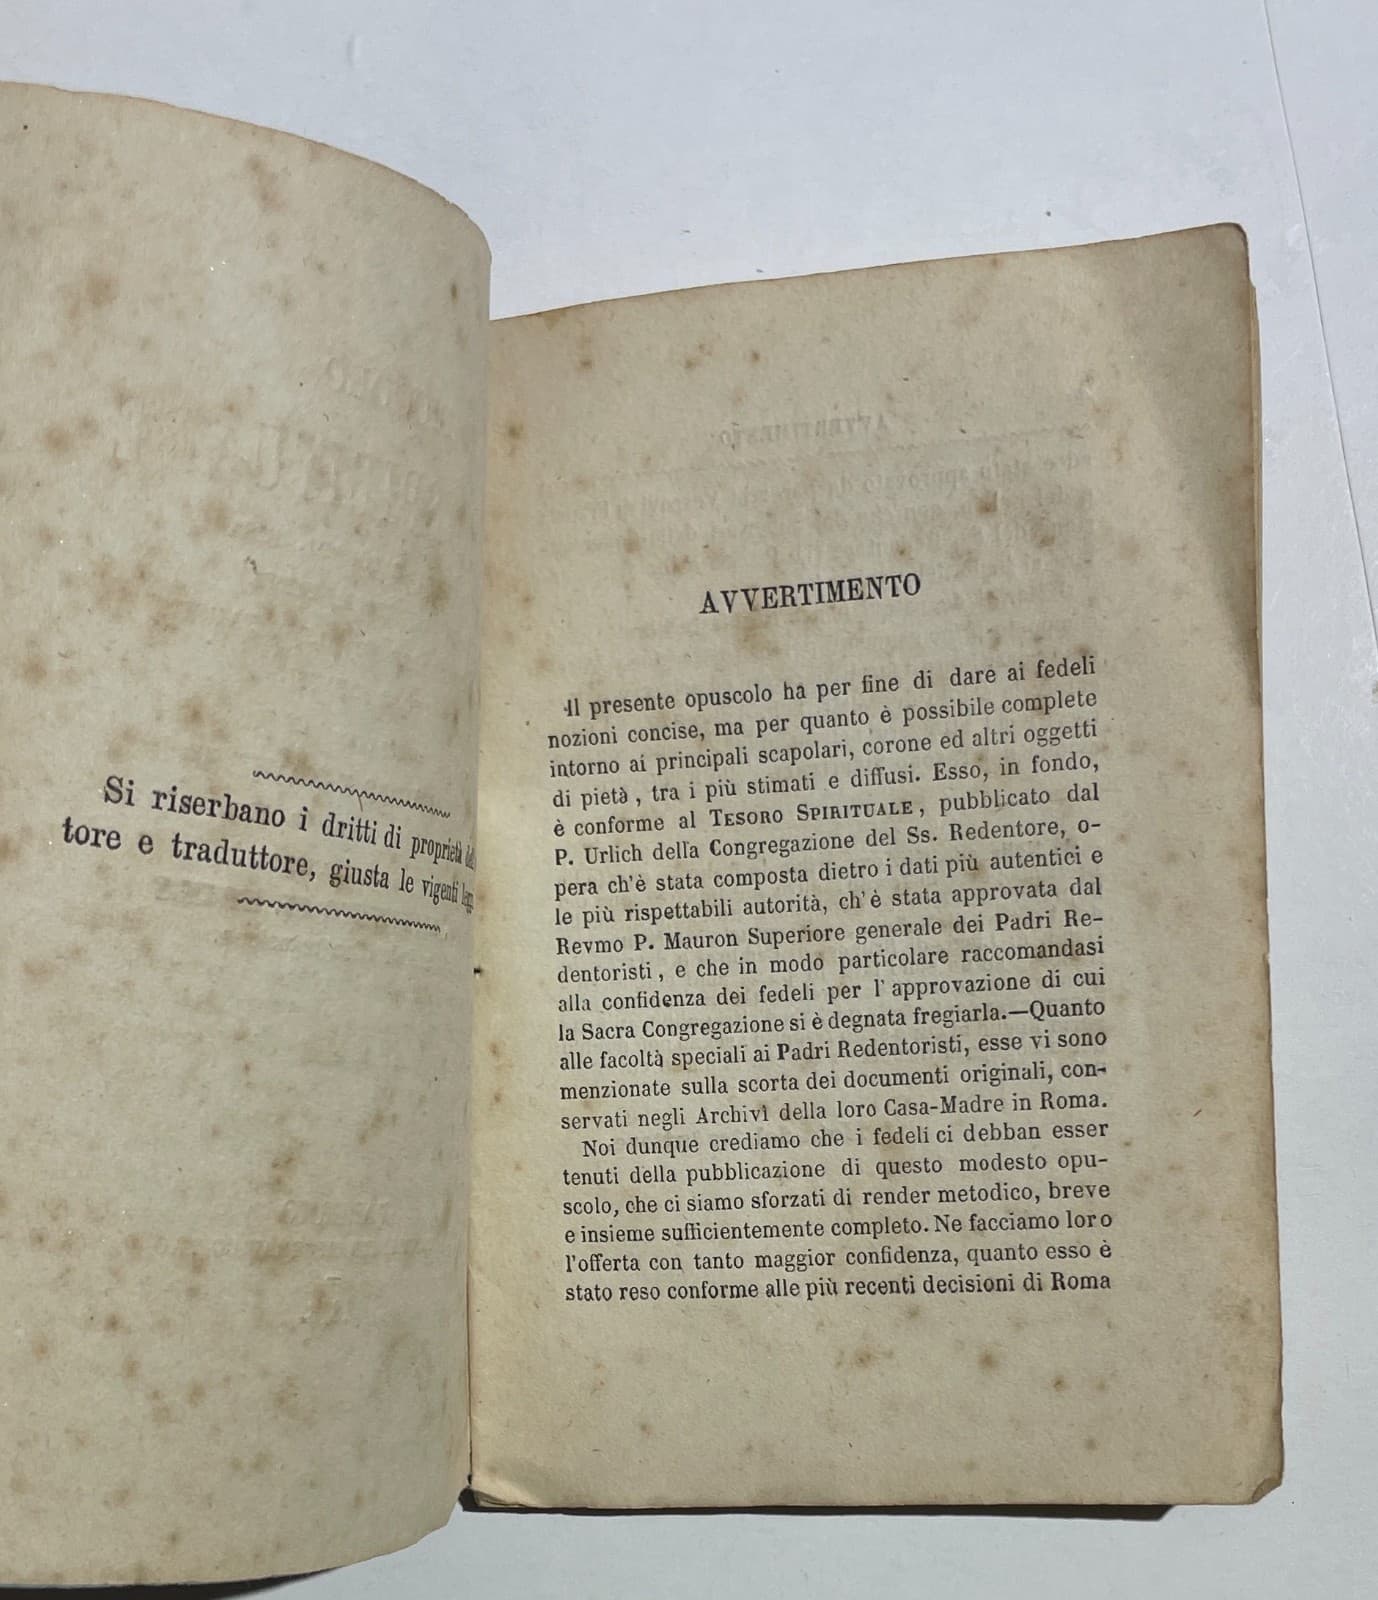 Si riserbano i dritti di proprietà
tore e traduttore, giusta le vigenti
AVVERTIMENTO
Il presente opuscolo ha per fine di dare ai fedeli
nozioni concise, ma per quanto è possibile complete
intorno ai principali scapolari, corone ed altri oggetti
di pietà, tra i più stimati e diffusi. Esso, in fondo,
è conforme al TESORO SPIRITUALE, pubblicato dal
P. Urlich della Congregazione del Ss. Redentore, o-
pera ch'è stata composta dietro i dati più autentici e
le più rispettabili autorità, ch'è stata approvata dal
Revmo P. Mauron Superiore generale dei Padri Re-
dentoristi, e che in modo particolare raccomandasi
alla confidenza dei fedeli per l'approvazione di cui
la Sacra Congregazione si è degnata fregiarla.—Quanto
alle facoltà speciali ai Padri Redentoristi, esse vi sono
menzionate sulla scorta dei documenti originali, con-
servati negli Archivi della loro Casa-Madre in Roma.
Noi dunque crediamo che i fedeli ci debban esser
tenuti della pubblicazione di questo modesto opu-
scolo, che ci siamo sforzati di render metodico, breve
e insieme sufficientemente completo. Ne facciamo loro
l'offerta con tanto maggior confidenza, quanto esso è
stato reso conforme alle più recenti decisioni di Roma